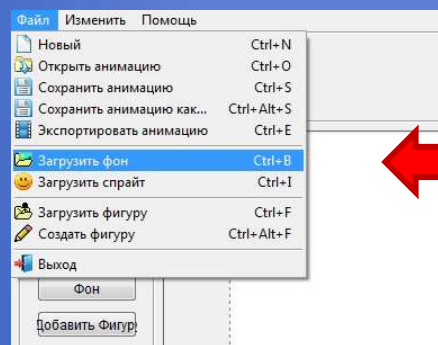 Файл Изменить Помощь
Новый Ctrl+N
Открыть анимацию Ctrl+O
Сохранить анимацию Ctrl+S
Сохранить анимацию как... Ctrl+Alt+S
Экспортировать анимацию Ctrl+E
Загрузить фон Ctrl+B
Загрузить спрайт Ctrl+I
Загрузить фигуру Ctrl+F
Создать фигуру Ctrl+Alt+F
Выход
Фон
Добавить Фигур